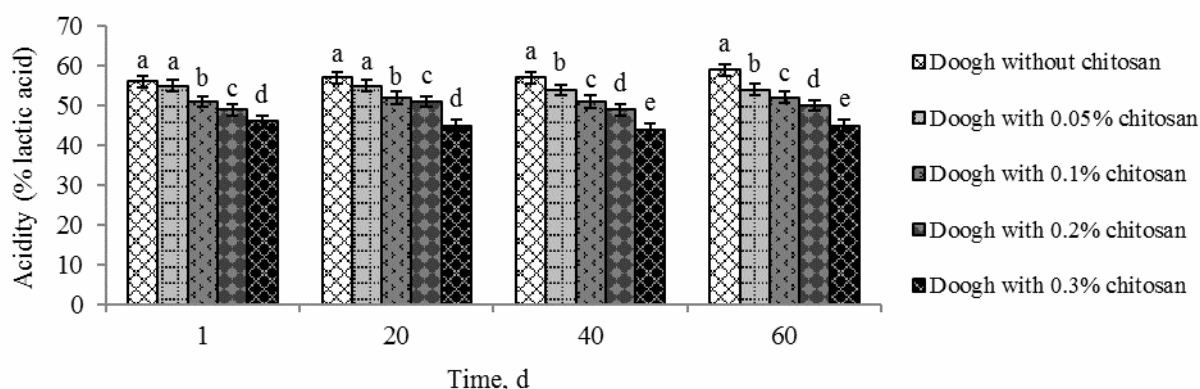 Acidity (% lactic acid)
70
60
50
40
30
20
10
0
a a b c d
a a b c d
a b c d e
a b c d e
1 20 40 60
Time, d
Doogh without chitosan
Doogh with 0.05% chitosan
Doogh with 0.1% chitosan
Doogh with 0.2% chitosan
Doogh with 0.3% chitosan